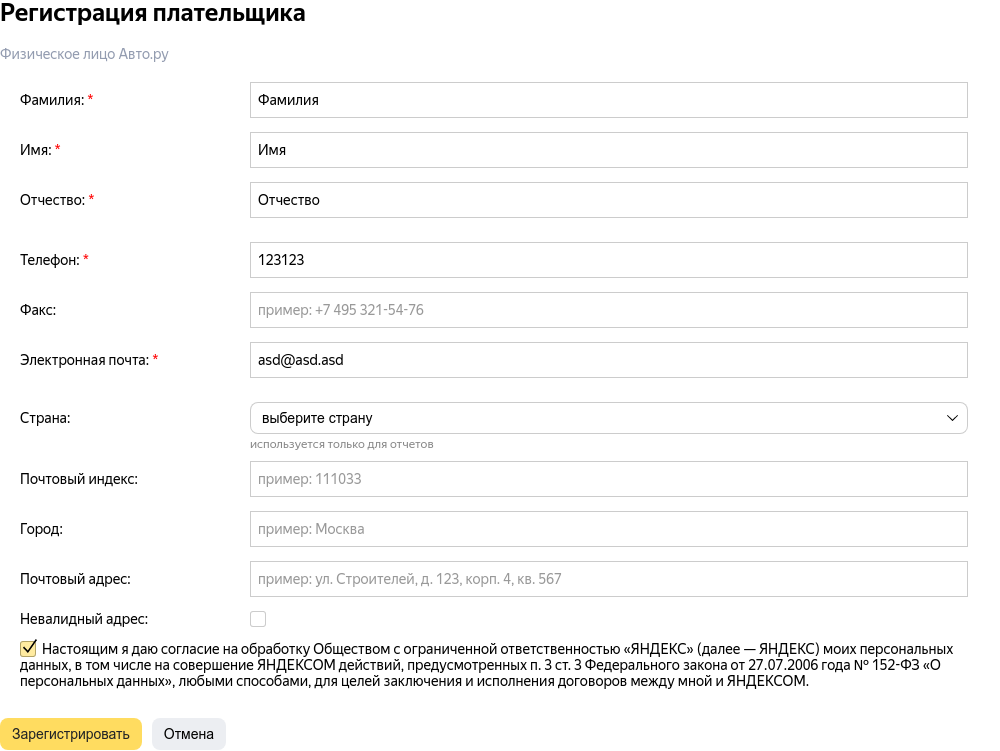 Регистрация плательщика
Физическое лицо Авто.ру
Фамилия: * Фамилия
Имя: * Имя
Отчество: * Отчество
Телефон: * 123123
Факс: пример: +7 495 321-54-76
Электронная почта: * asd@asd.asd
Страна: выберите страну
используется только для отчетов
Почтовый индекс: пример: 111033
Город: пример: Москва
Почтовый адрес: пример: ул. Строителей, д. 123, корп. 4, кв. 567
Невалидный адрес:
Настоящим я даю согласие на обработку Обществом с ограниченной ответственностью «ЯНДЕКС» (далее — ЯНДЕКС) моих персональных
данных, в том числе на совершение ЯНДЕКСОМ действий, предусмотренных п. 3 ст. 3 Федерального закона от 27.07.2006 года № 152-ФЗ «О
персональных данных», любыми способами, для целей заключения и исполнения договоров между мной и ЯНДЕКСОМ.
Зарегистрировать Отмена